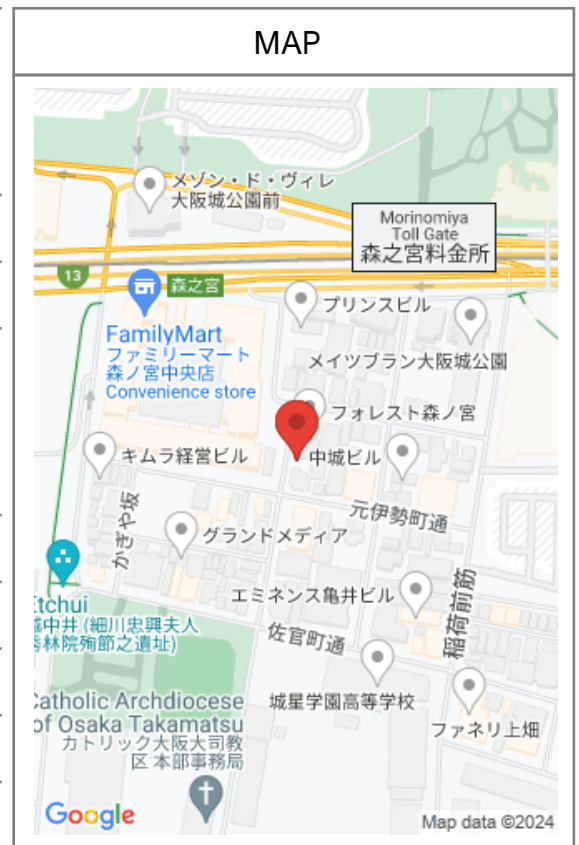 MAP
メゾン・ド・ヴィレ
大阪城公園前
Morinomiya
Toll Gate
森之宮料金所
13
森之宮
プリンスビル
FamilyMart
ファミリーマート
森ノ宮中央店
Convenience store
メイツブラン大阪城公園
フォレスト森ノ宮
キムラ経営ビル
中城ビル
かぎや坂
元伊勢町通
グランドメディア
稲荷前筋
Etchui
越中井 (細川忠興夫人
秀林院殉節之遺址)
エミネンス亀井ビル
佐官町通
城星学園高等学校
Catholic Archdiocese
of Osaka Takamatsu
カトリック大阪大司教
区 本部事務局
ファネリ上畑
Google
Map data ©2024